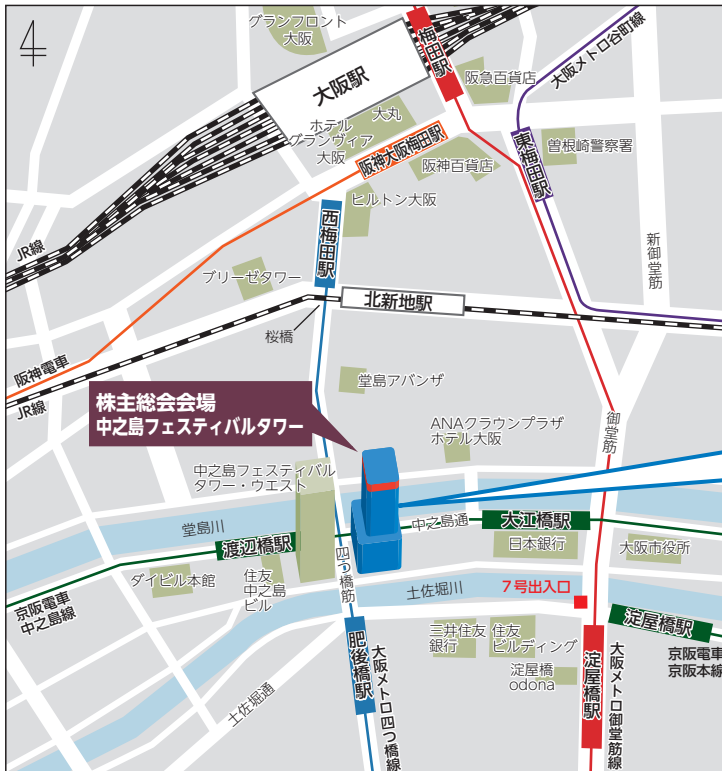 グランフロント
大阪
梅田駅
大阪メトロ谷町線
阪急百貨店
大阪駅
大丸
ホテル
グランヴィア
大阪
阪神大阪梅田駅
阪神百貨店
東梅田駅
曽根崎警察署
ヒルトン大阪
西梅田駅
新御堂筋
JR線
ブリーゼタワー
北新地駅
桜橋
阪神電車
JR線
堂島アバンザ
株主総会会場
中之島フェスティバルタワー
ANAクラウンプラザ
ホテル大阪
御堂筋
中之島フェスティバル
タワー・ウエスト
堂島川
中之島通
大江橋駅
渡辺橋駅
日本銀行
大阪市役所
四つ橋筋
ダイビル本館
住友
中之島
ビル
土佐堀川
7号出入口
京阪電車
中之島線
淀屋橋駅
三井住友
銀行
住友
ビルディング
肥後橋駅
大阪メトロ四つ橋線
淀屋橋
odona
淀屋橋駅
大阪メトロ御堂筋線
京阪電車
京阪本線
土佐堀通